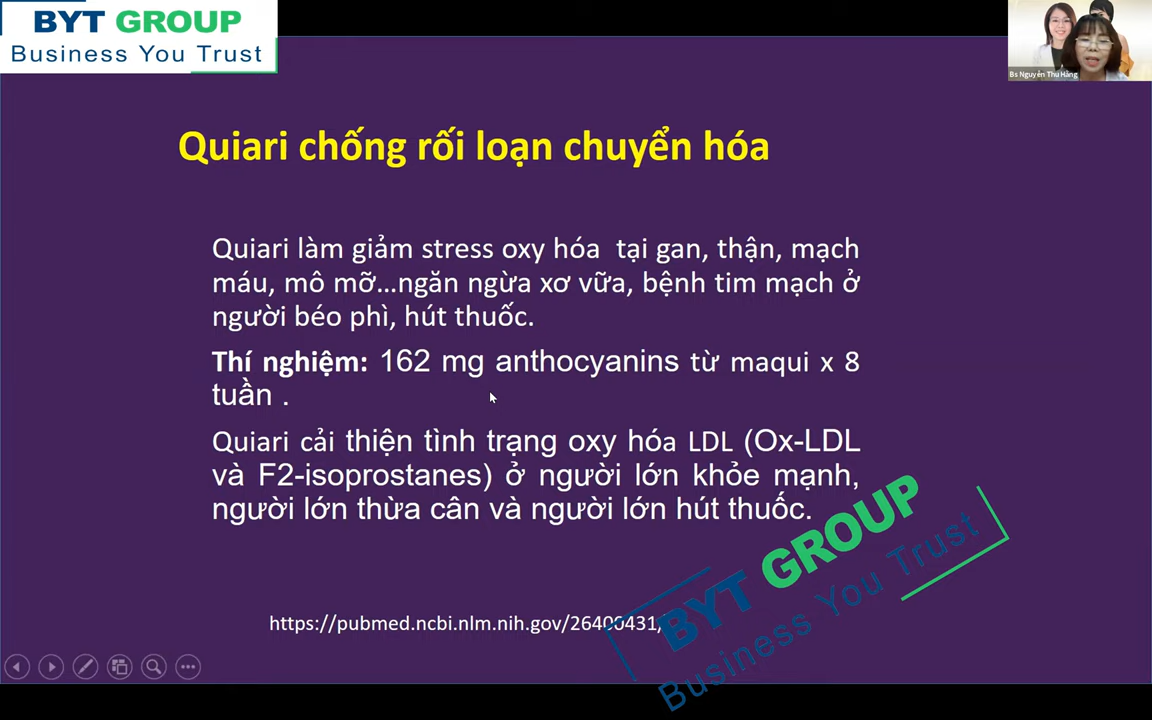 BYT GROUP
Business You Trust
Bs Nguyễn Thu Hằng
Quiari chống rối loạn chuyển hóa
Quiari làm giảm stress oxy hóa tại gan, thận, mạch
máu, mô mỡ...ngăn ngừa xơ vữa, bệnh tim mạch ở
người béo phì, hút thuốc.
Thí nghiệm: 162 mg anthocyanins từ maqui x 8
tuần .
Quiari cải thiện tình trạng oxy hóa LDL (Ox-LDL
và F2-isoprostanes) ở người lớn khỏe mạnh,
người lớn thừa cân và người lớn hút thuốc.
https://pubmed.ncbi.nlm.nih.gov/26400431/
BYT GROUP
Business You Trust